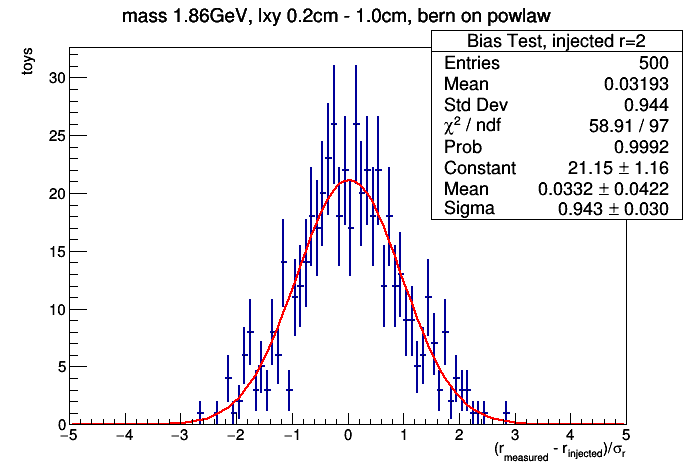 mass 1.86GeV, lxy 0.2cm - 1.0cm, bern on powlaw
Bias Test, injected r=2
Entries 500
Mean 0.03193
Std Dev 0.944
χ² / ndf 58.91 / 97
Prob 0.9992
Constant 21.15 ± 1.16
Mean 0.0332 ± 0.0422
Sigma 0.943 ± 0.030
toys
30
25
20
15
10
5
0
−5 −4 −3 −2 −1 0 1 2 3 4 5
(r_measured - r_injected)/σ_r